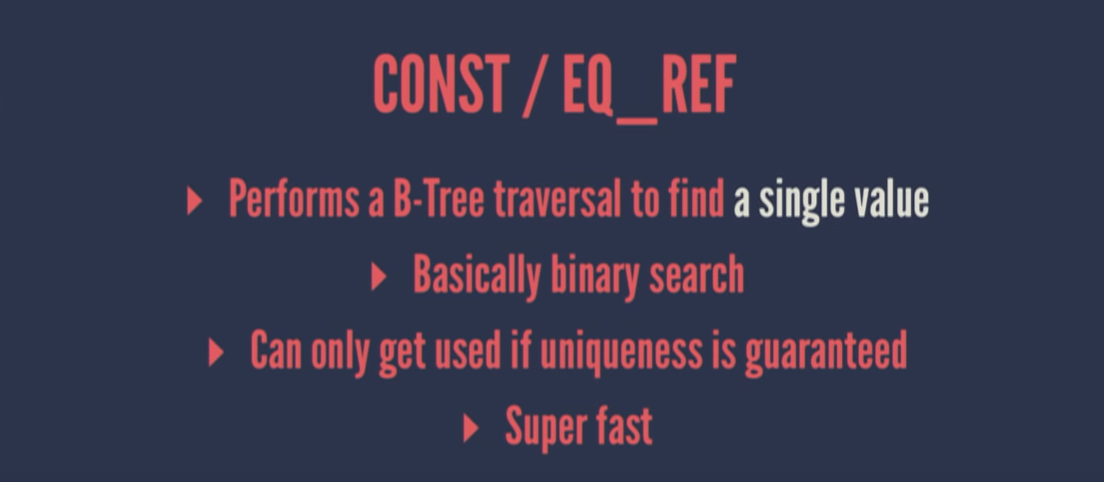 CONST / EQ_REF
Performs a B-Tree traversal to find a single value
Basically binary search
Can only get used if uniqueness is guaranteed
Super fast